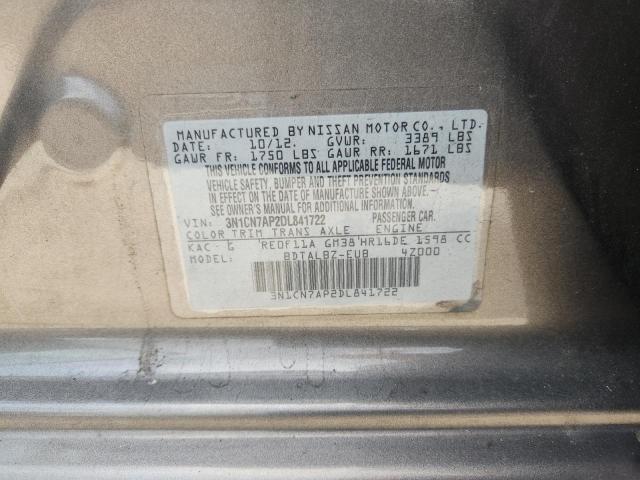 MANUFACTURED BY NISSAN MOTOR CO., LTD.
DATE: 10/12. GVWR: 3389 LBS
GAWR FR: 1750 LBS GAWR RR: 1671 LBS
THIS VEHICLE CONFORMS TO ALL APPLICABLE FEDERAL MOTOR
VEHICLE SAFETY, BUMPER AND THEFT PREVENTION STANDARDS
IN EFFECT ON THE DATE OF MANUFACTURE SHOWN ABOVE.
SEE OWNER'S MANUAL FOR ADDITIONAL INFORMATION.
VIN: 3N1CN7AP2DL841722 PASSENGER CAR.
COLOR TRIM TRANS AXLE ENGINE
KAC G RE0F11A GM38 HR16DE 1598 CC
BDTALBZ-EUB 4Z000
3N1CN7AP2DL841722